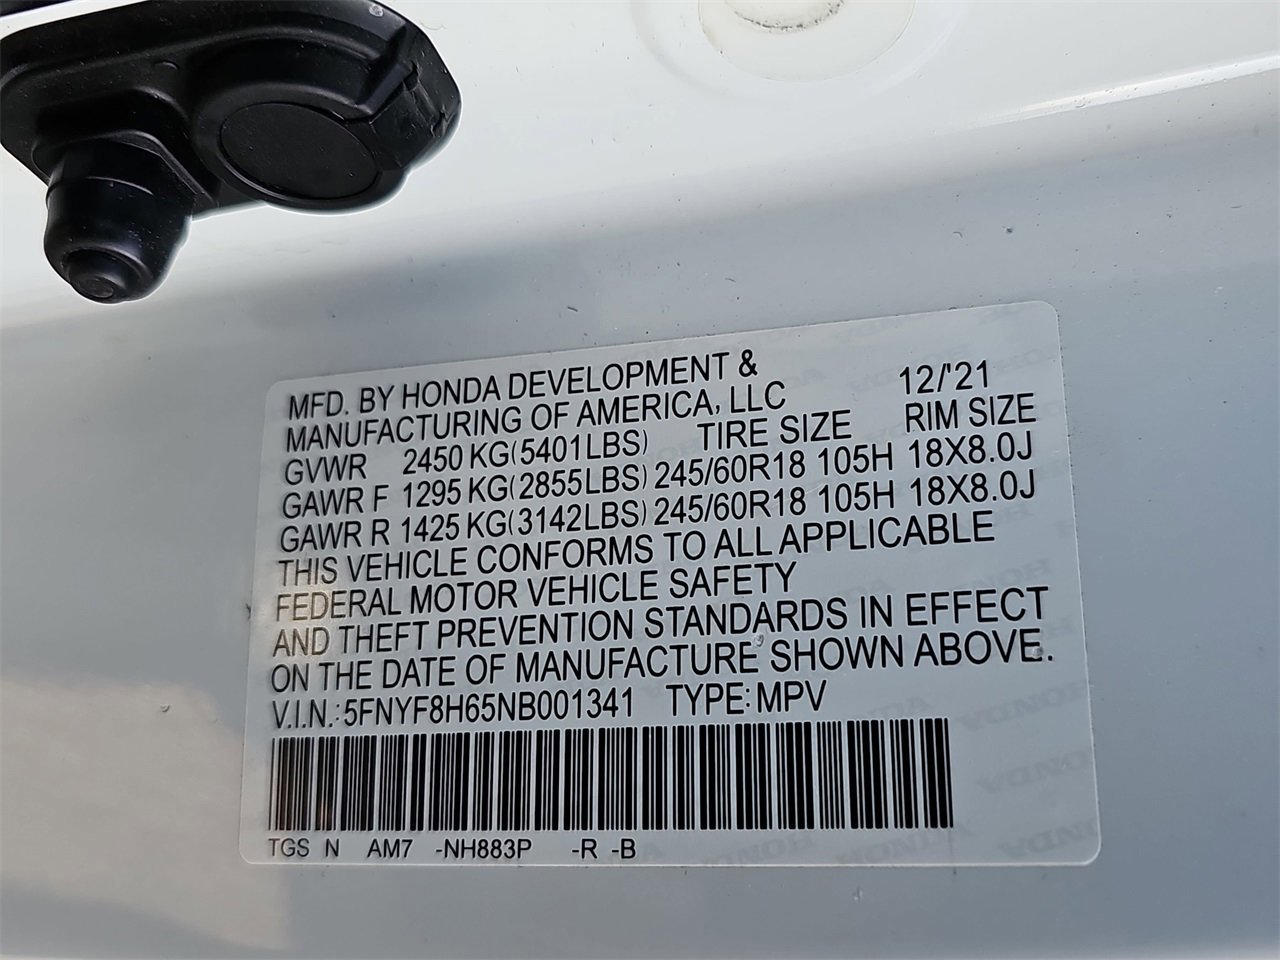 MFD. BY HONDA DEVELOPMENT & 12/'21
MANUFACTURING OF AMERICA, LLC
GVWR 2450 KG(5401LBS) TIRE SIZE RIM SIZE
GAWR F 1295 KG(2855LBS) 245/60R18 105H 18X8.0J
GAWR R 1425 KG(3142LBS) 245/60R18 105H 18X8.0J
THIS VEHICLE CONFORMS TO ALL APPLICABLE
FEDERAL MOTOR VEHICLE SAFETY
AND THEFT PREVENTION STANDARDS IN EFFECT
ON THE DATE OF MANUFACTURE SHOWN ABOVE.
V.I.N.: 5FNYF8H65NB001341 TYPE: MPV
TGS N AM7 -NH883P -R -B